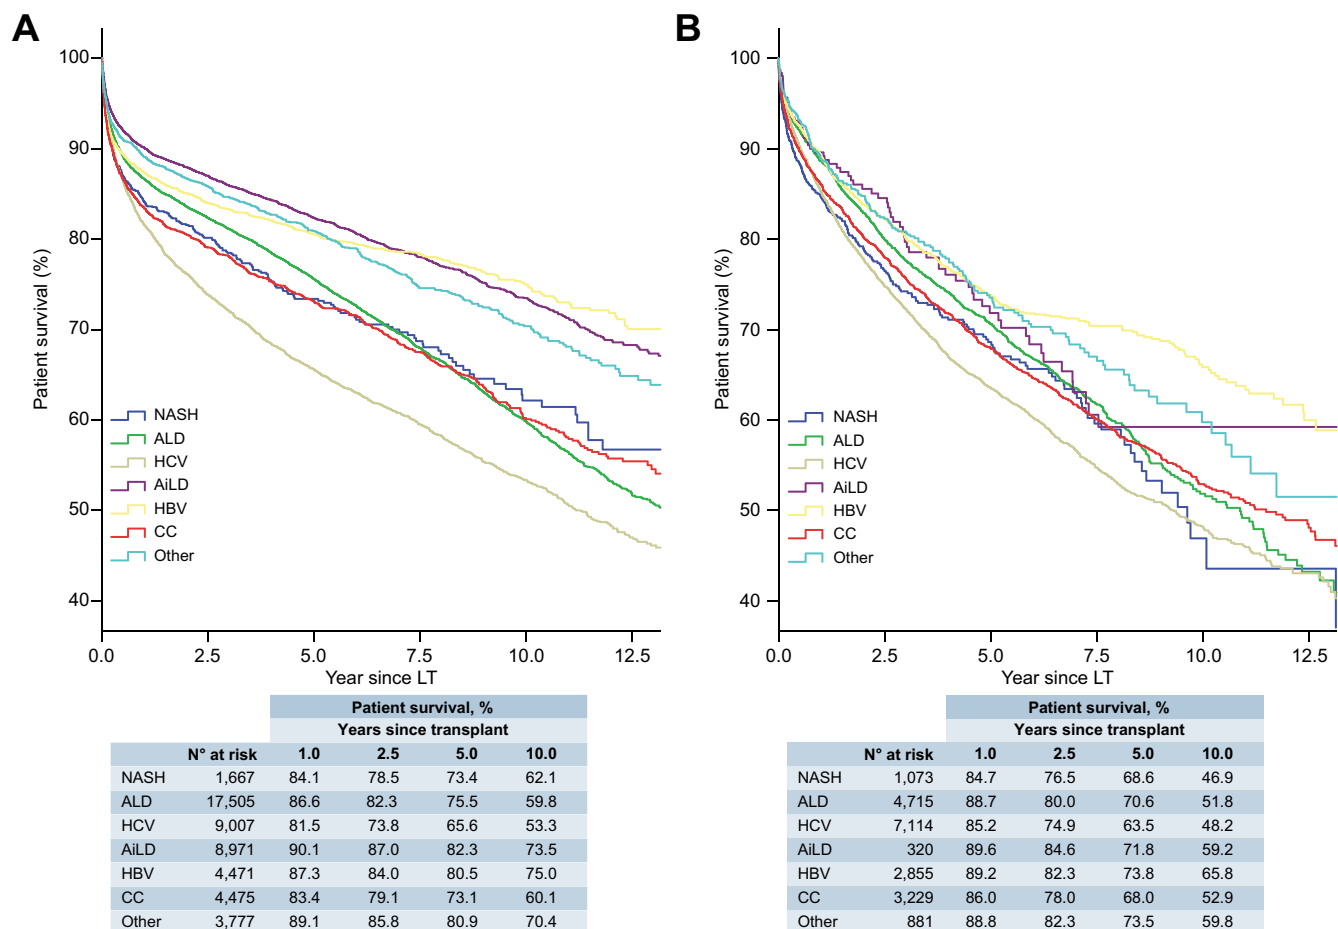 A
B
Patient survival (%)
100
90
80
70
60
50
40
NASH
ALD
HCV
AiLD
HBV
CC
Other
0.0 2.5 5.0 7.5 10.0 12.5
Year since LT
Patient survival (%)
100
90
80
70
60
50
40
NASH
ALD
HCV
AiLD
HBV
CC
Other
0.0 2.5 5.0 7.5 10.0 12.5
Year since LT
Patient survival, %
Years since transplant
N° at risk 1.0 2.5 5.0 10.0
NASH 1,667 84.1 78.5 73.4 62.1
ALD 17,505 86.6 82.3 75.5 59.8
HCV 9,007 81.5 73.8 65.6 53.3
AiLD 8,971 90.1 87.0 82.3 73.5
HBV 4,471 87.3 84.0 80.5 75.0
CC 4,475 83.4 79.1 73.1 60.1
Other 3,777 89.1 85.8 80.9 70.4
Patient survival, %
Years since transplant
N° at risk 1.0 2.5 5.0 10.0
NASH 1,073 84.7 76.5 68.6 46.9
ALD 4,715 88.7 80.0 70.6 51.8
HCV 7,114 85.2 74.9 63.5 48.2
AiLD 320 89.6 84.6 71.8 59.2
HBV 2,855 89.2 82.3 73.8 65.8
CC 3,229 86.0 78.0 68.0 52.9
Other 881 88.8 82.3 73.5 59.8